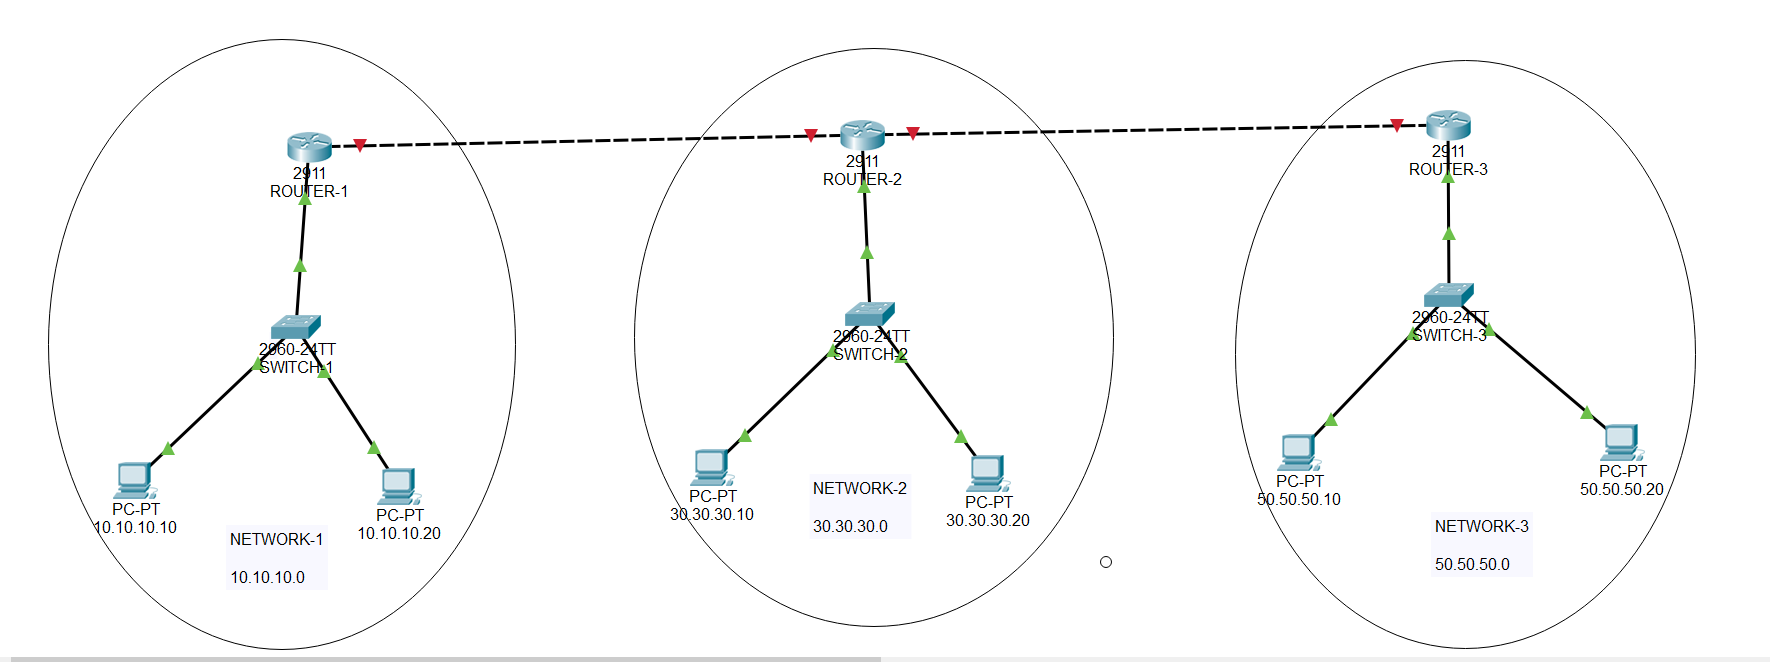 2911
ROUTER-1
2911
ROUTER-2
2911
ROUTER-3
2960-24TT
SWITCH-1
2960-24TT
SWITCH-2
2960-24TT
SWITCH-3
PC-PT
10.10.10.10
PC-PT
10.10.10.20
NETWORK-1
10.10.10.0
PC-PT
30.30.30.10
NETWORK-2
30.30.30.0
PC-PT
30.30.30.20
PC-PT
50.50.50.10
NETWORK-3
50.50.50.0
PC-PT
50.50.50.20